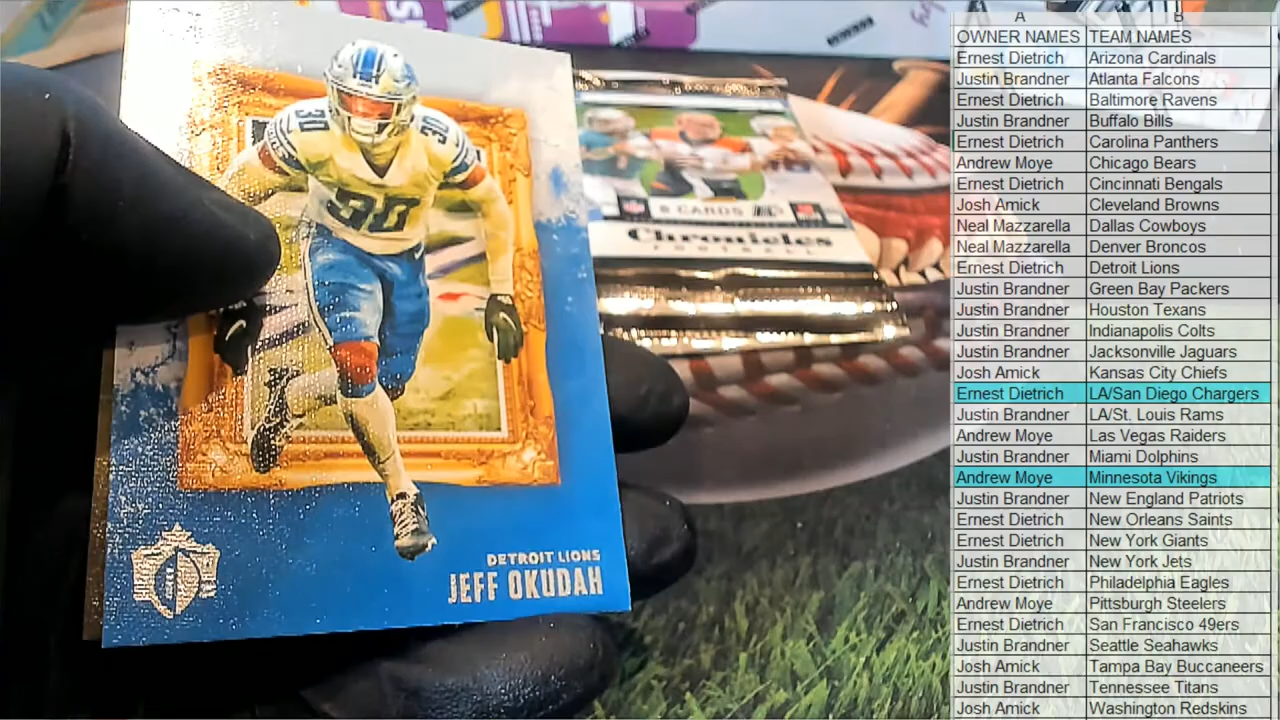 30
30
30
DETROIT LIONS
JEFF OKUDAH
8 CARDS
Chronicles
FOOTBALL
A B
OWNER NAMES TEAM NAMES
Ernest Dietrich Arizona Cardinals
Justin Brandner Atlanta Falcons
Ernest Dietrich Baltimore Ravens
Justin Brandner Buffalo Bills
Ernest Dietrich Carolina Panthers
Andrew Moye Chicago Bears
Ernest Dietrich Cincinnati Bengals
Josh Amick Cleveland Browns
Neal Mazzarella Dallas Cowboys
Neal Mazzarella Denver Broncos
Ernest Dietrich Detroit Lions
Justin Brandner Green Bay Packers
Justin Brandner Houston Texans
Justin Brandner Indianapolis Colts
Justin Brandner Jacksonville Jaguars
Josh Amick Kansas City Chiefs
Ernest Dietrich LA/San Diego Chargers
Justin Brandner LA/St. Louis Rams
Andrew Moye Las Vegas Raiders
Justin Brandner Miami Dolphins
Andrew Moye Minnesota Vikings
Justin Brandner New England Patriots
Ernest Dietrich New Orleans Saints
Ernest Dietrich New York Giants
Justin Brandner New York Jets
Ernest Dietrich Philadelphia Eagles
Andrew Moye Pittsburgh Steelers
Ernest Dietrich San Francisco 49ers
Justin Brandner Seattle Seahawks
Josh Amick Tampa Bay Buccaneers
Justin Brandner Tennessee Titans
Josh Amick Washington Redskins